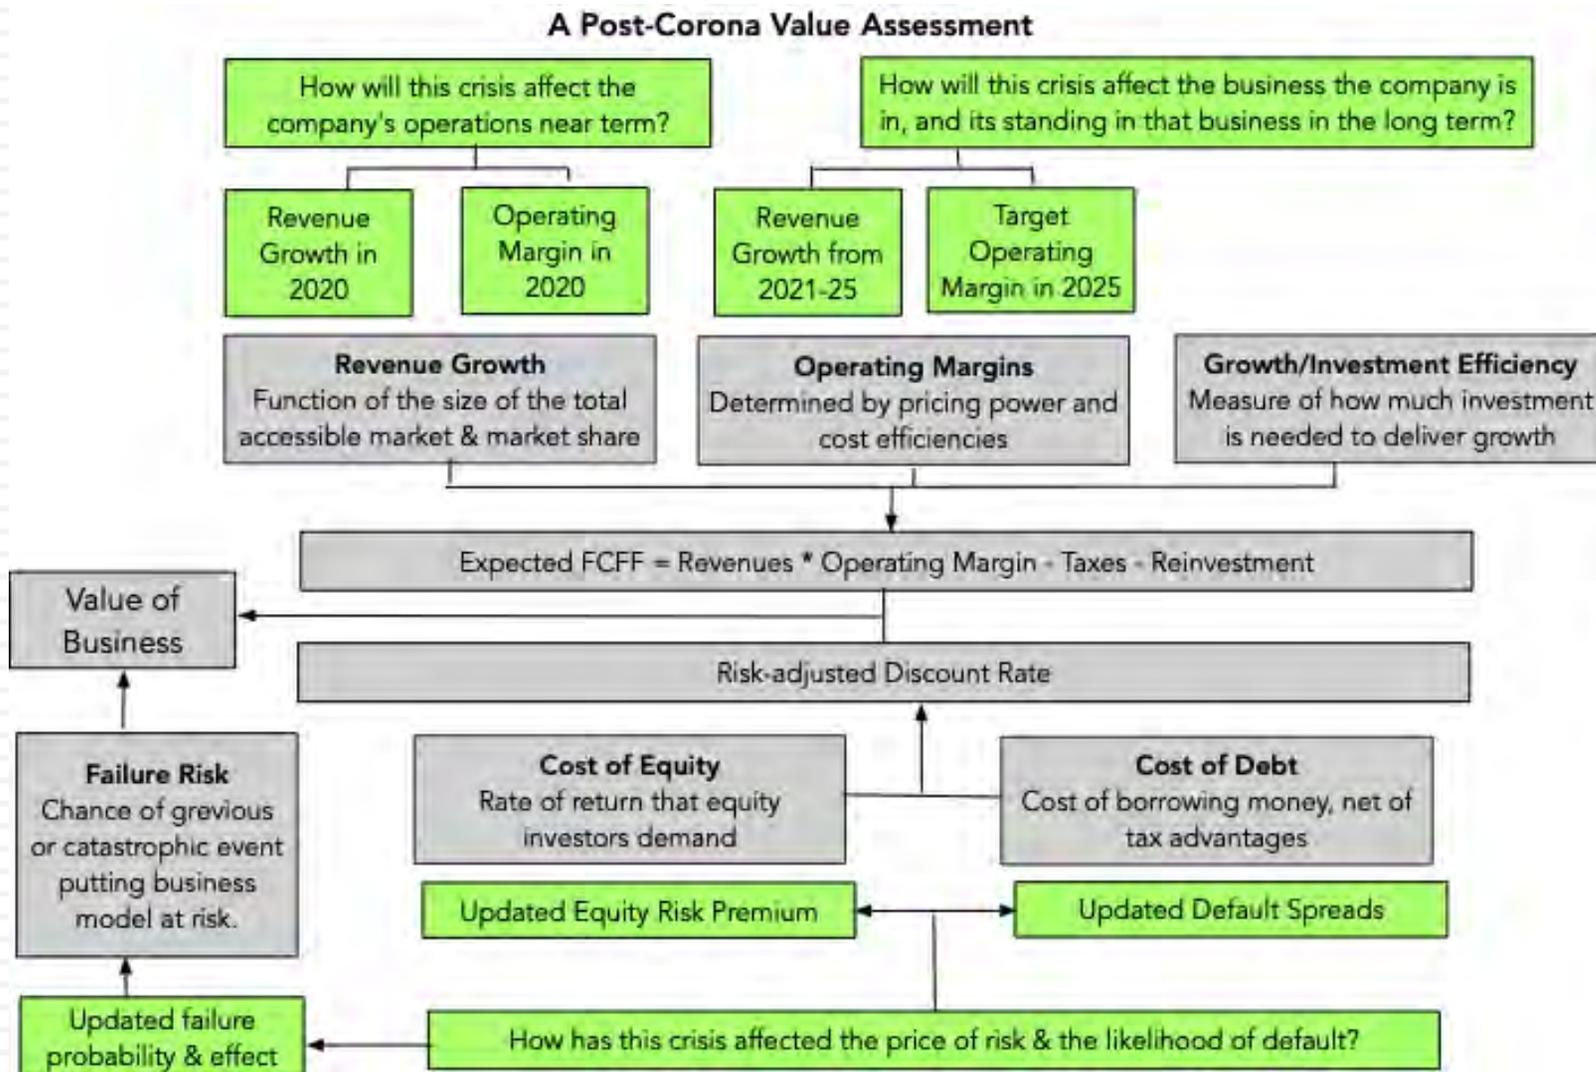 A Post-Corona Value Assessment
How will this crisis affect the
company's operations near term?
How will this crisis affect the business the company is
in, and its standing in that business in the long term?
Revenue
Growth in
2020
Operating
Margin in
2020
Revenue
Growth from
2021-25
Target
Operating
Margin in 2025
Revenue Growth
Function of the size of the total
accessible market & market share
Operating Margins
Determined by pricing power and
cost efficiencies
Growth/Investment Efficiency
Measure of how much investment
is needed to deliver growth
Expected FCFF = Revenues * Operating Margin - Taxes - Reinvestment
Value of
Business
Risk-adjusted Discount Rate
Failure Risk
Chance of grevious
or catastrophic event
putting business
model at risk.
Cost of Equity
Rate of return that equity
investors demand
Cost of Debt
Cost of borrowing money, net of
tax advantages
Updated Equity Risk Premium
Updated Default Spreads
Updated failure
probability & effect
How has this crisis affected the price of risk & the likelihood of default?